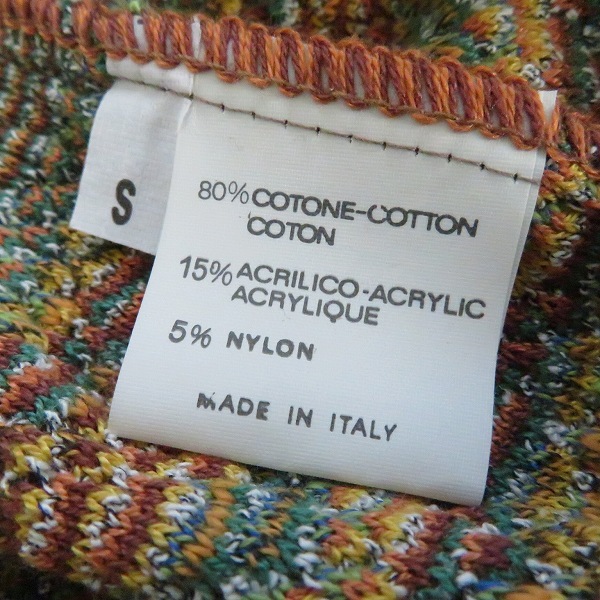 S
80% COTONE-COTTON
COTON
15% ACRILICO-ACRYLIC
ACRYLIQUE
5% NYLON
MADE IN ITALY